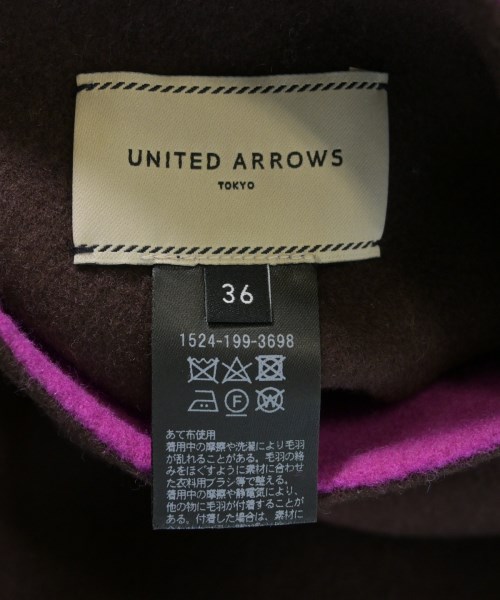 UNITED ARROWS
TOKYO
36
1524-199-3698
あて布使用
着用中の摩擦や洗濯により毛羽
が乱れることがある。毛羽の絡
みをほぐすように素材に合わせ
た衣料用ブラシ等で整える。
着用中の摩擦や静電気により、
他の物に毛羽が付着することが
ある。付着した場合は、素材に